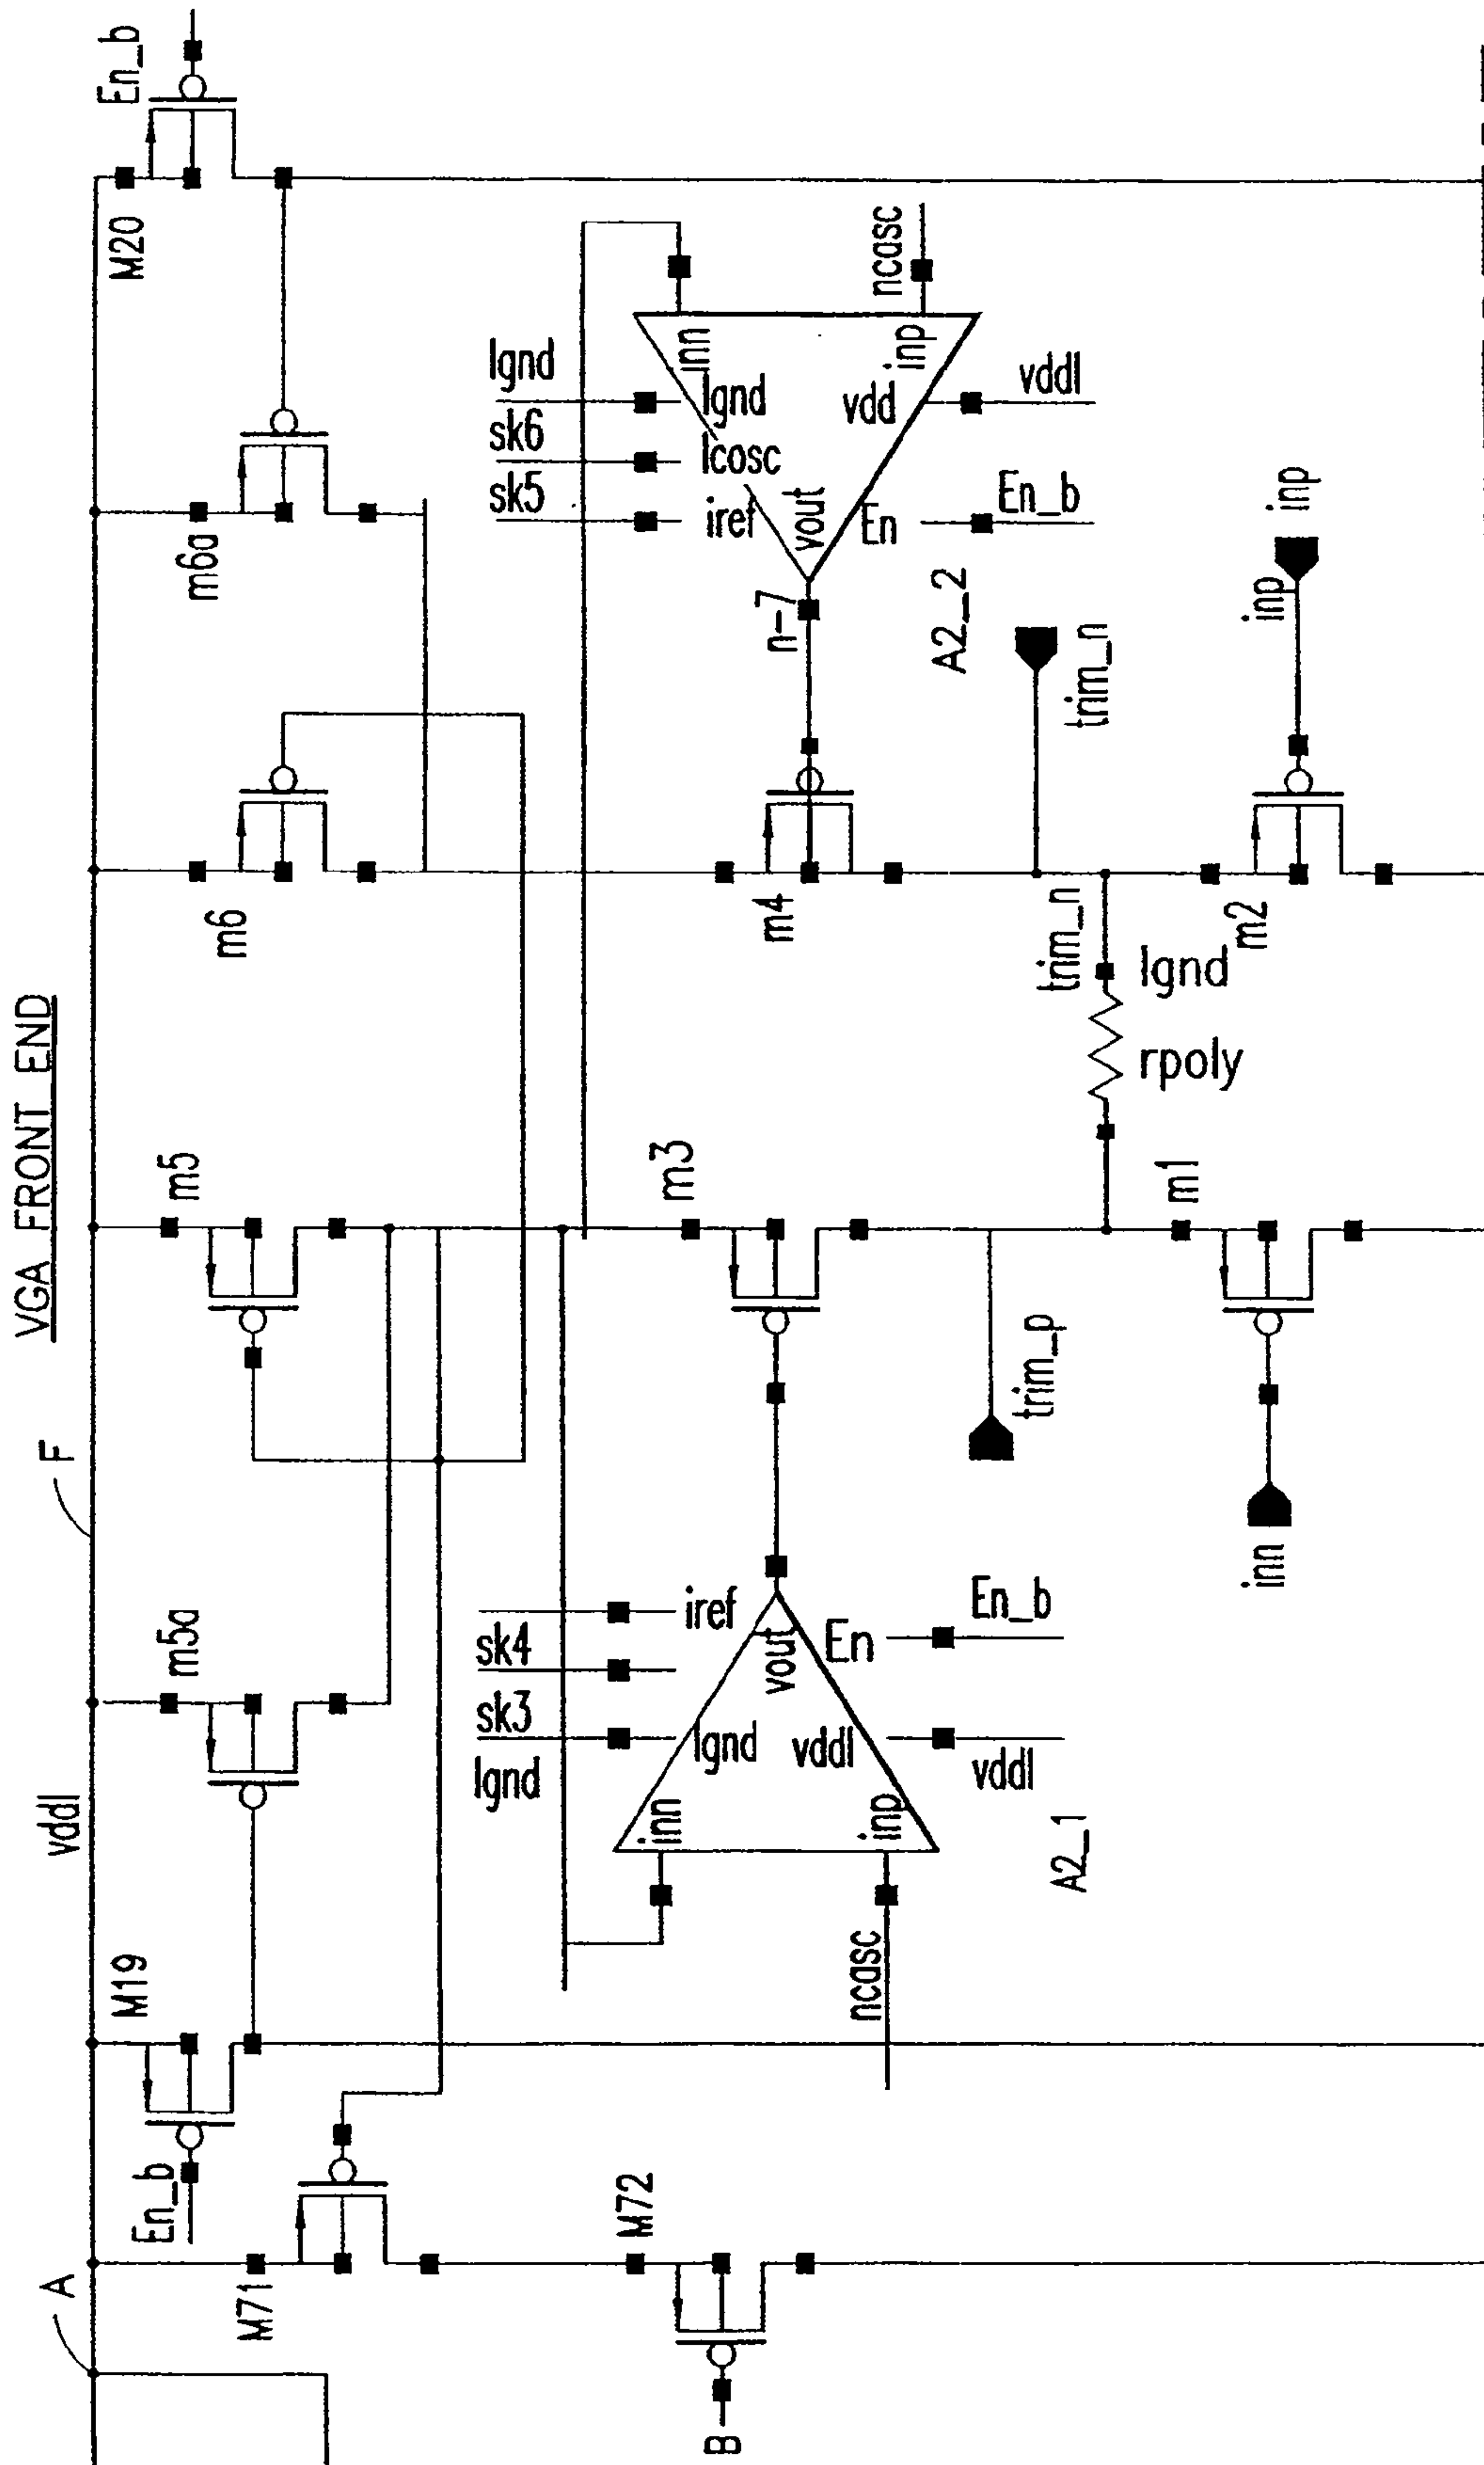 VGA FRONT END
A
F
vddl
En_b
M71
M72
B
M19
En_b
m5a
m5
m6
m6a
M20
En_b
sk4
sk3
lgnd
iref
lgnd
vout
En
vddl
inn
inp
En_b
vddl
ncasc
A2_1
m3
trim_p
m1
inn
rpoly
lgnd
trim_n
m4
n-7
lgnd
sk6
sk5
inn
lgnd
lcosc
iref
vout
inp
vdd
En
ncasc
vddl
En_b
A2_2
trim_n
m2
inp
inp